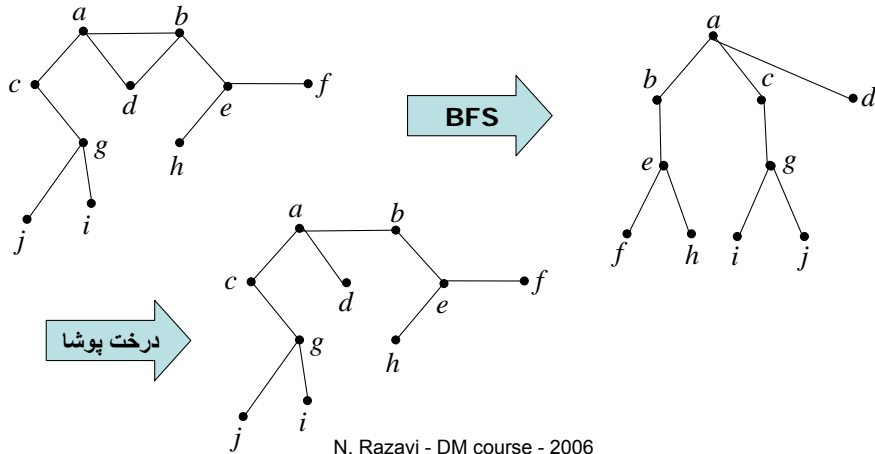 a b
c d e f
g h
j i
BFS
a
b c d
e g
f h i j
درخت پوشا
a b
c d e f
g h
j i
N. Razavi - DM course - 2006